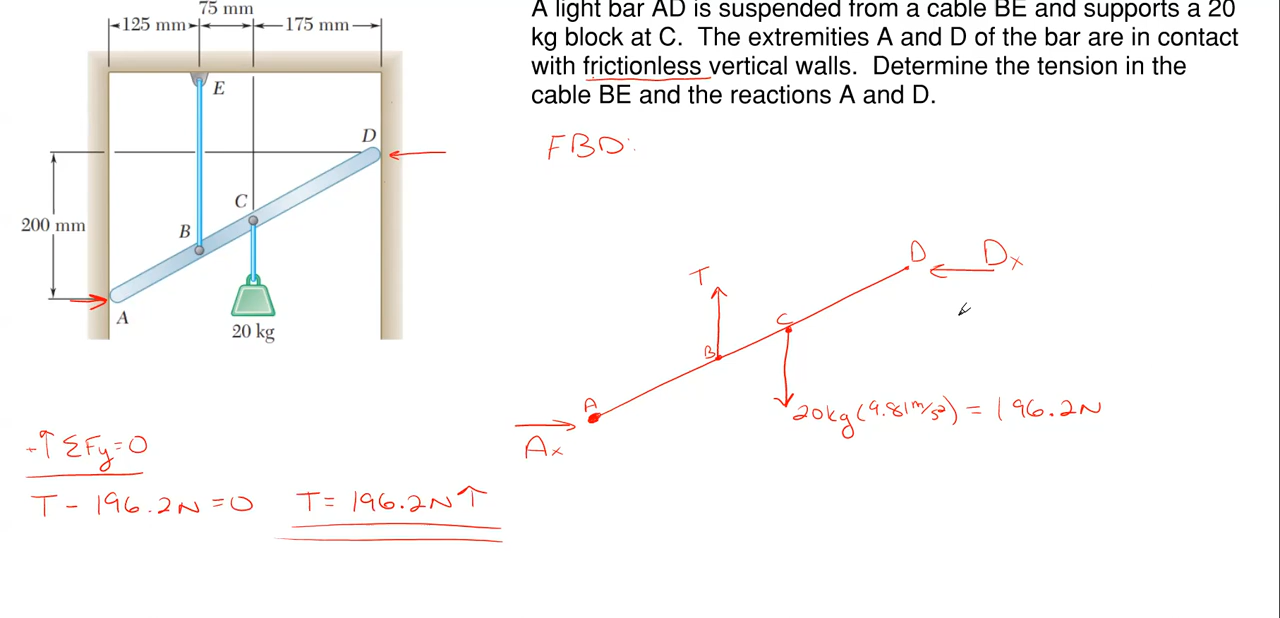 75 mm
125 mm
175 mm
E
D
C
200 mm
B
A
20 kg
A light bar AD is suspended from a cable BE and supports a 20
kg block at C. The extremities A and D of the bar are in contact
with frictionless vertical walls. Determine the tension in the
cable BE and the reactions A and D.
FBD:
D
Dx
T
C
B
A
20kg(9.81m/s²) = 196.2N
Ax
+↑ΣFy=0
T - 196.2N=0 T= 196.2N↑